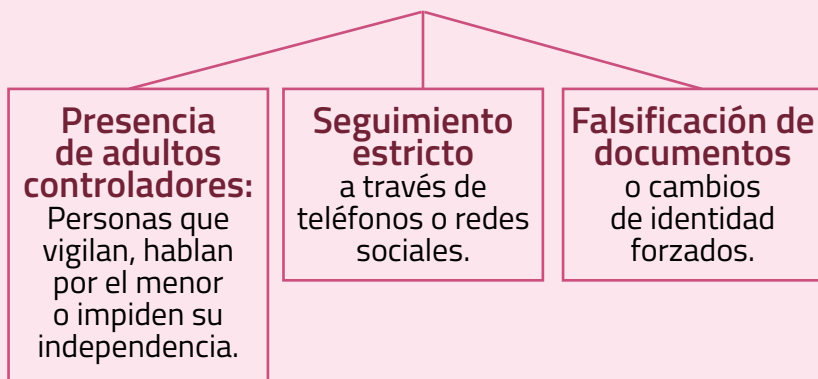 Presencia
de adultos
controladores:
Personas que
vigilan, hablan
por el menor
o impiden su
independencia.
Seguimiento
estricto
a través de
teléfonos o redes
sociales.
Falsificación de
documentos
o cambios
de identidad
forzados.